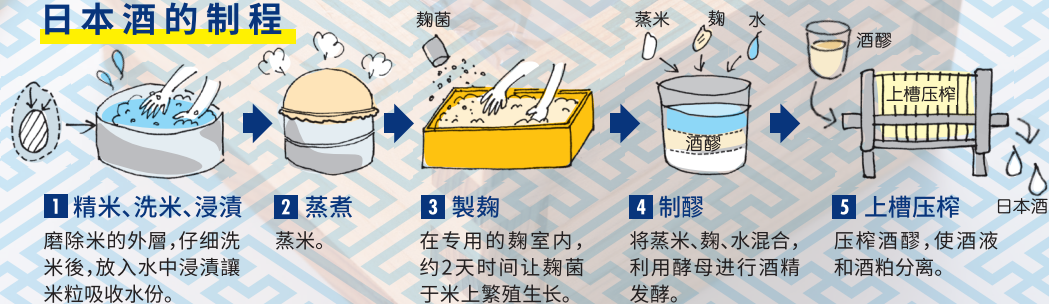 日本酒的制程
麹菌
蒸米
麹
水
酒醪
上槽压榨
酒醪
日本酒
1 精米、洗米、浸漬
磨除米的外層,仔细洗
米後,放入水中浸漬讓
米粒吸收水份。
2 蒸煮
蒸米。
3 製麹
在专用的麹室内,
约2天时间让麹菌
于米上繁殖生长。
4 制醪
将蒸米、麹、水混合,
利用酵母进行酒精
发酵。
5 上槽压榨
压榨酒醪,使酒液
和酒粕分离。